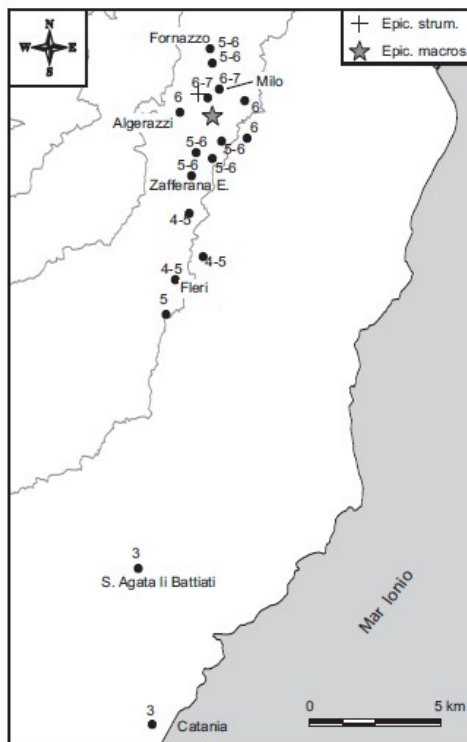 N
W E
S
Epic. strum.
Epic. macros.
Fornazzo
5-6
5-6
6-7
6-7
Milo
6
6
Algerazzi
6
5-6
5-6
5-6
5-6
Zafferana E.
4-5
4-5
4-5
Fleri
5
3
S. Agata li Battiati
Mar Ionio
3
Catania
0 5 km